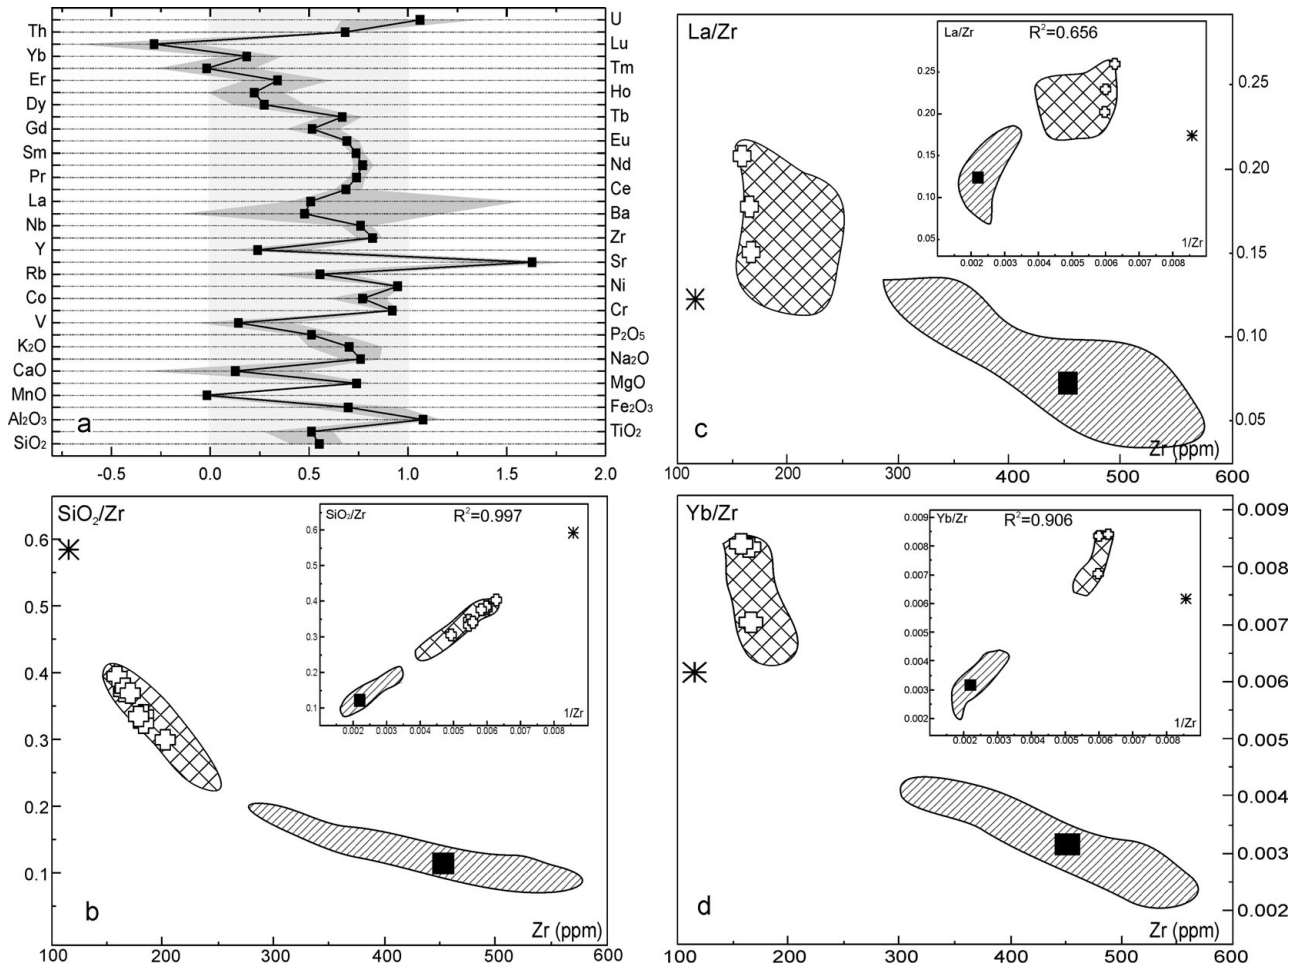 Th
Yb
Er
Dy
Gd
Sm
Pr
La
Nb
Y
Rb
Co
V
K₂O
CaO
MnO
Al₂O₃
SiO₂
U
Lu
Tm
Ho
Tb
Eu
Nd
Ce
Ba
Zr
Sr
Ni
Cr
P₂O₅
Na₂O
MgO
Fe₂O₃
TiO₂
a
-0.5 0.0 0.5 1.0 1.5 2.0
La/Zr
0.25
0.20
0.15
0.10
0.05
c
Zr (ppm)
100 200 300 400 500 600
La/Zr
R²=0.656
0.25
0.20
0.15
0.10
0.05
1/Zr
0.002 0.003 0.004 0.005 0.006 0.007 0.008
SiO₂/Zr
0.6
0.5
0.4
0.3
0.2
0.1
b
Zr (ppm)
100 200 300 400 500 600
SiO₂/Zr
R²=0.997
0.6
0.5
0.4
0.3
0.2
0.1
1/Zr
0.002 0.003 0.004 0.005 0.006 0.007 0.008
Yb/Zr
0.009
0.008
0.007
0.006
0.005
0.004
0.003
0.002
d
Zr (ppm)
100 200 300 400 500 600
Yb/Zr
R²=0.906
0.009
0.008
0.007
0.006
0.005
0.004
0.003
0.002
1/Zr
0.002 0.003 0.004 0.005 0.006 0.007 0.008